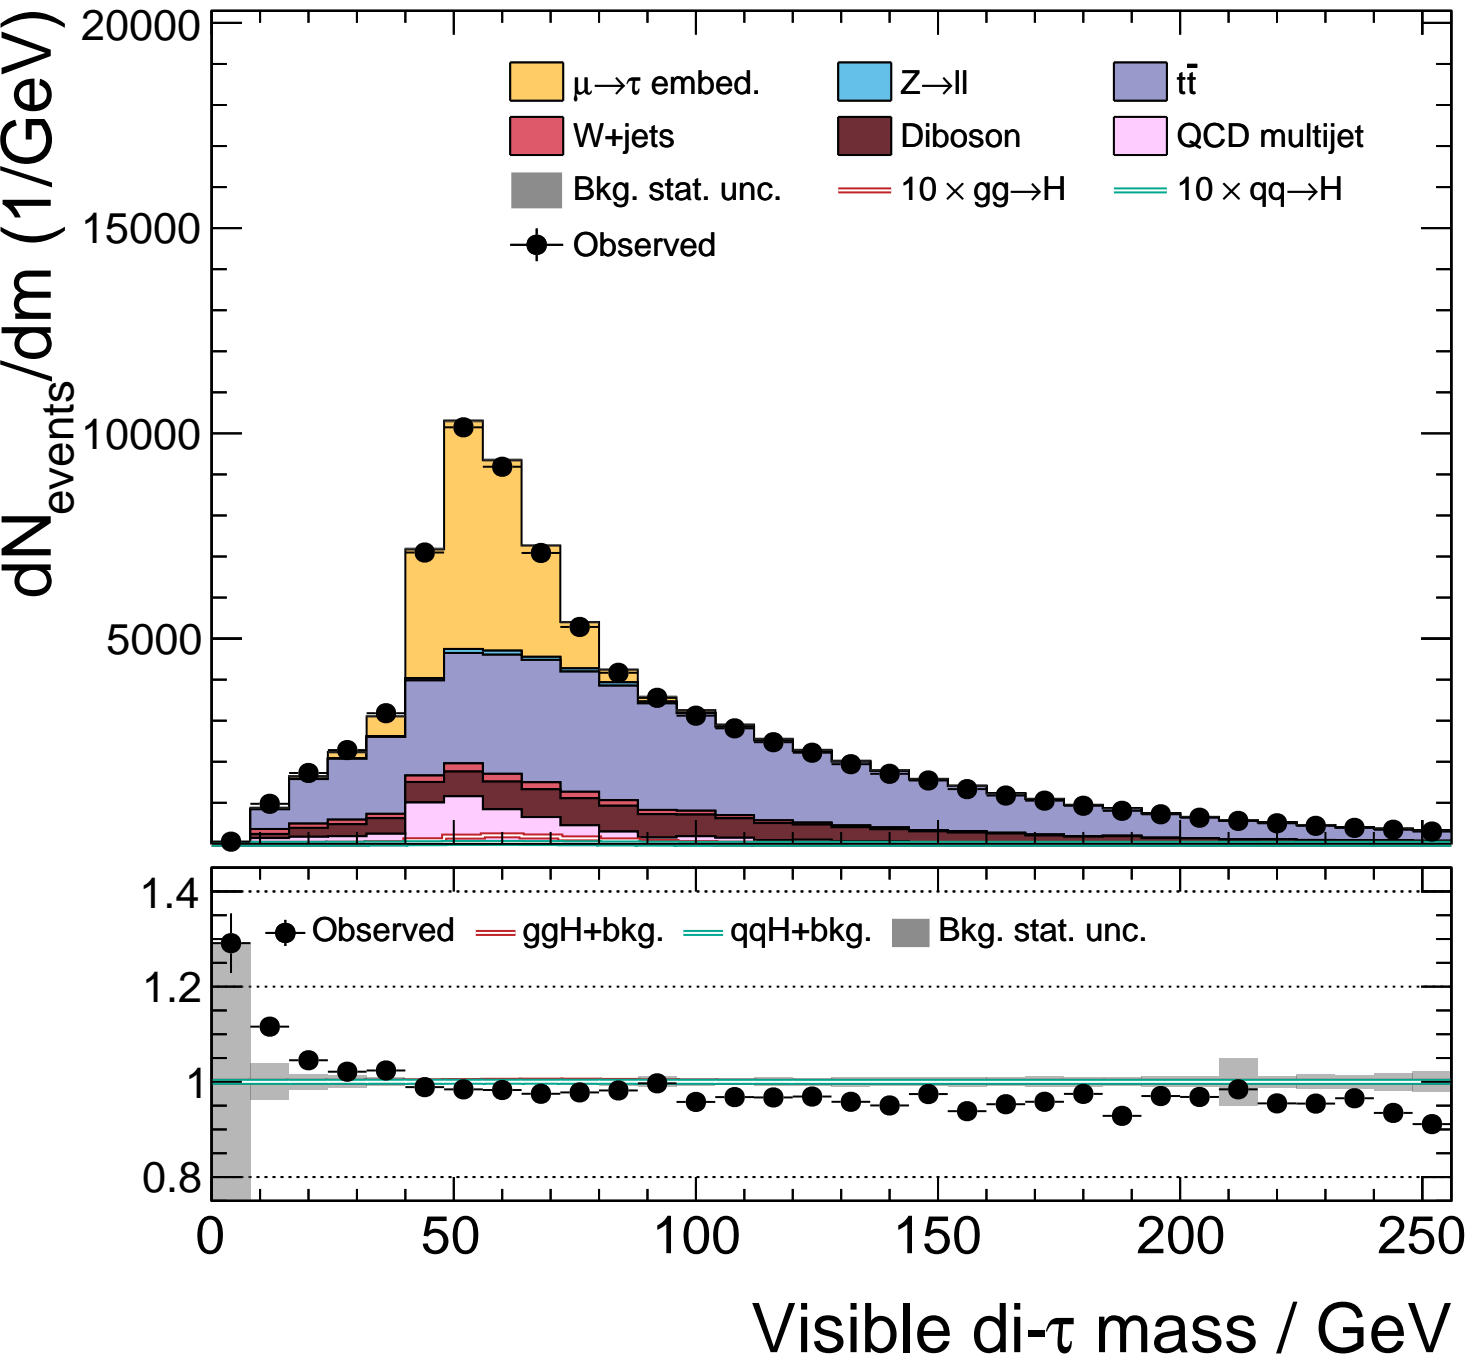 20000
15000
10000
5000
dN_events/dm (1/GeV)
μ→τ embed. Z→ll tt̄
W+jets Diboson QCD multijet
Bkg. stat. unc. 10 × gg→H 10 × qq→H
Observed
1.4
1.2
1
0.8
Observed ggH+bkg. qqH+bkg. Bkg. stat. unc.
0 50 100 150 200 250
Visible di-τ mass / GeV